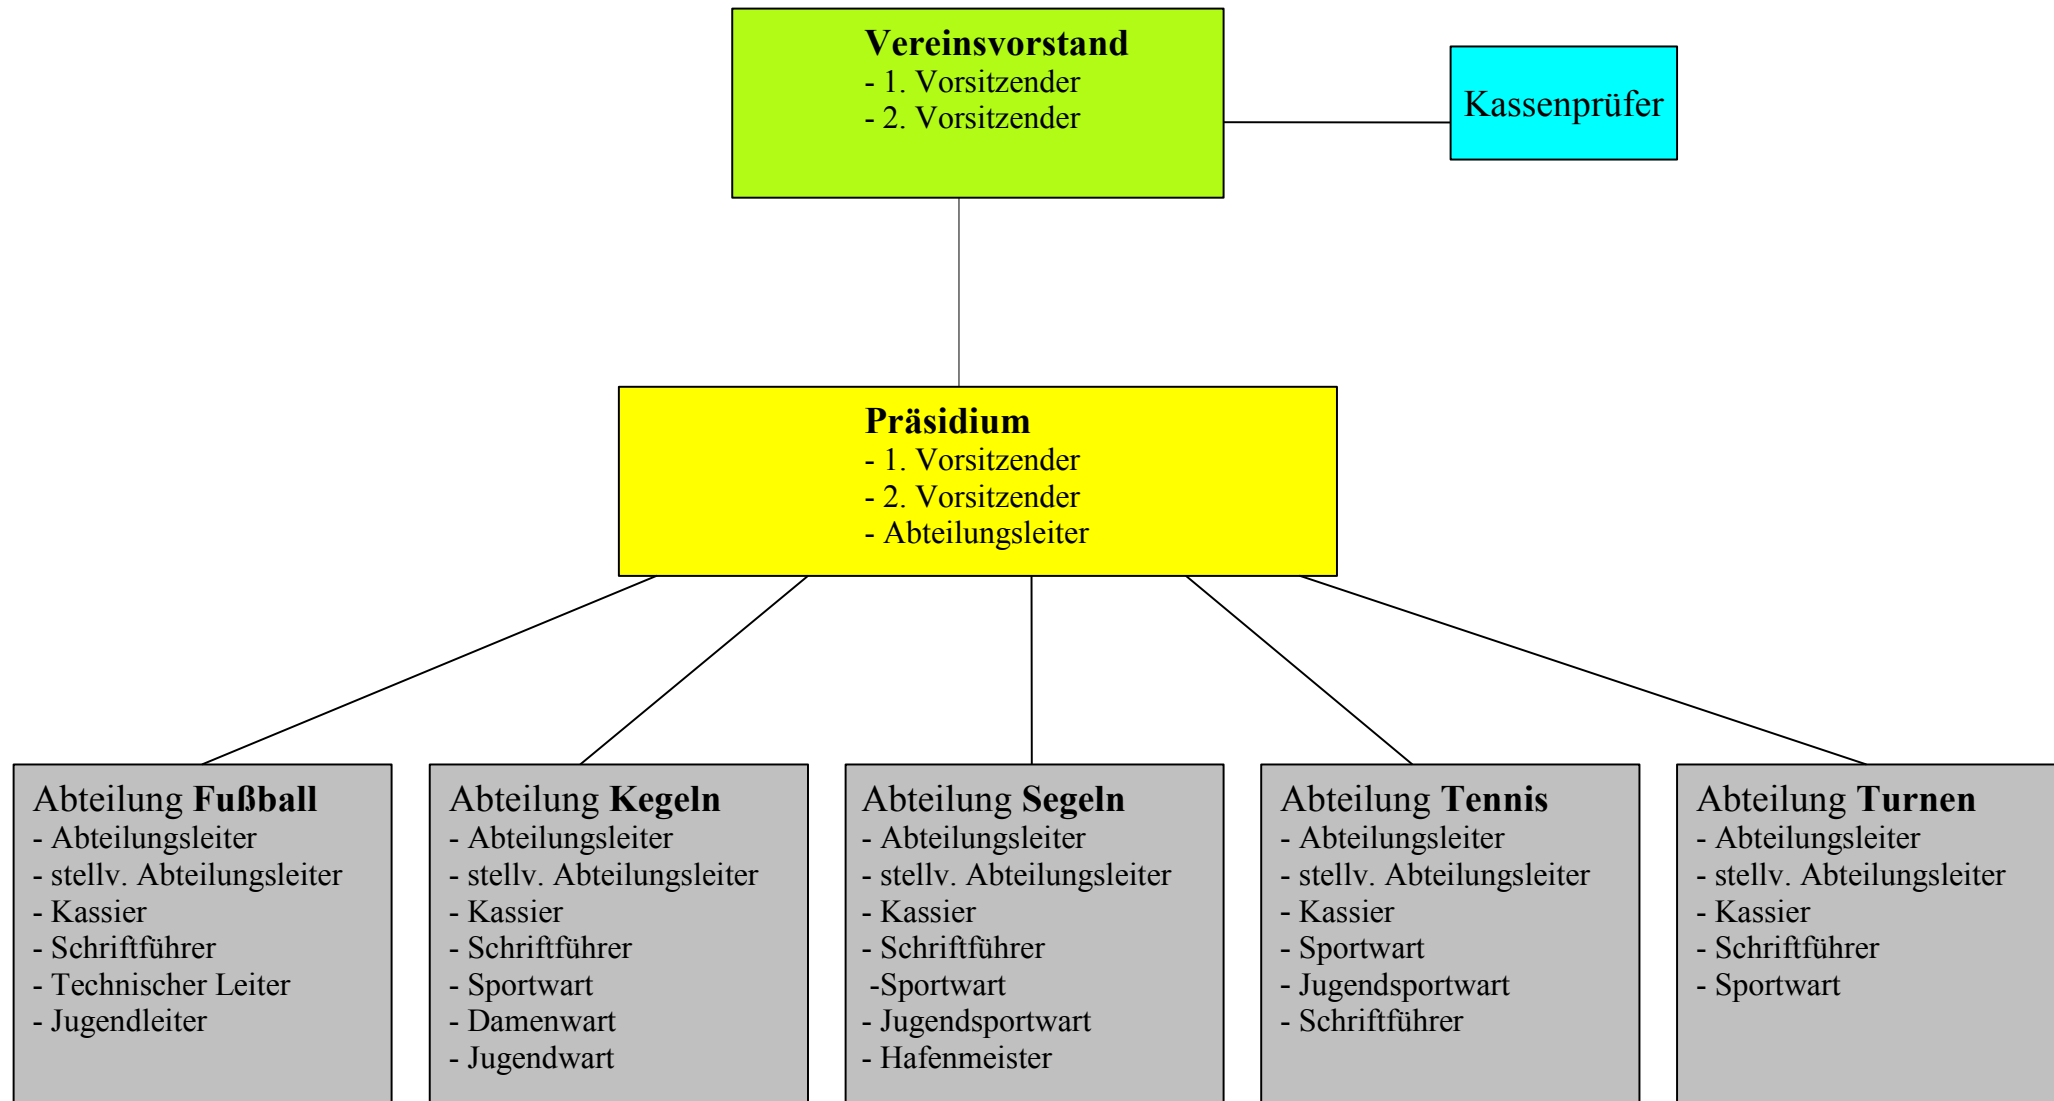 Vereinsvorstand
- 1. Vorsitzender
- 2. Vorsitzender
Kassenprüfer
Präsidium
- 1. Vorsitzender
- 2. Vorsitzender
- Abteilungsleiter
Abteilung Fußball
- Abteilungsleiter
- stellv. Abteilungsleiter
- Kassier
- Schriftführer
- Technischer Leiter
- Jugendleiter
Abteilung Kegeln
- Abteilungsleiter
- stellv. Abteilungsleiter
- Kassier
- Schriftführer
- Sportwart
- Damenwart
- Jugendwart
Abteilung Segeln
- Abteilungsleiter
- stellv. Abteilungsleiter
- Kassier
- Schriftführer
-Sportwart
- Jugendsportwart
- Hafenmeister
Abteilung Tennis
- Abteilungsleiter
- stellv. Abteilungsleiter
- Kassier
- Sportwart
- Jugendsportwart
- Schriftführer
Abteilung Turnen
- Abteilungsleiter
- stellv. Abteilungsleiter
- Kassier
- Schriftführer
- Sportwart